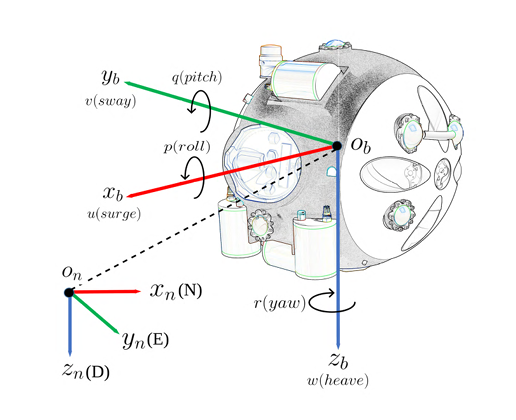 q(pitch)
y_b
v(sway)
p(roll)
o_b
x_b
u(surge)
o_n
x_n(N)
r(yaw)
y_n(E)
z_b
z_n(D)
w(heave)